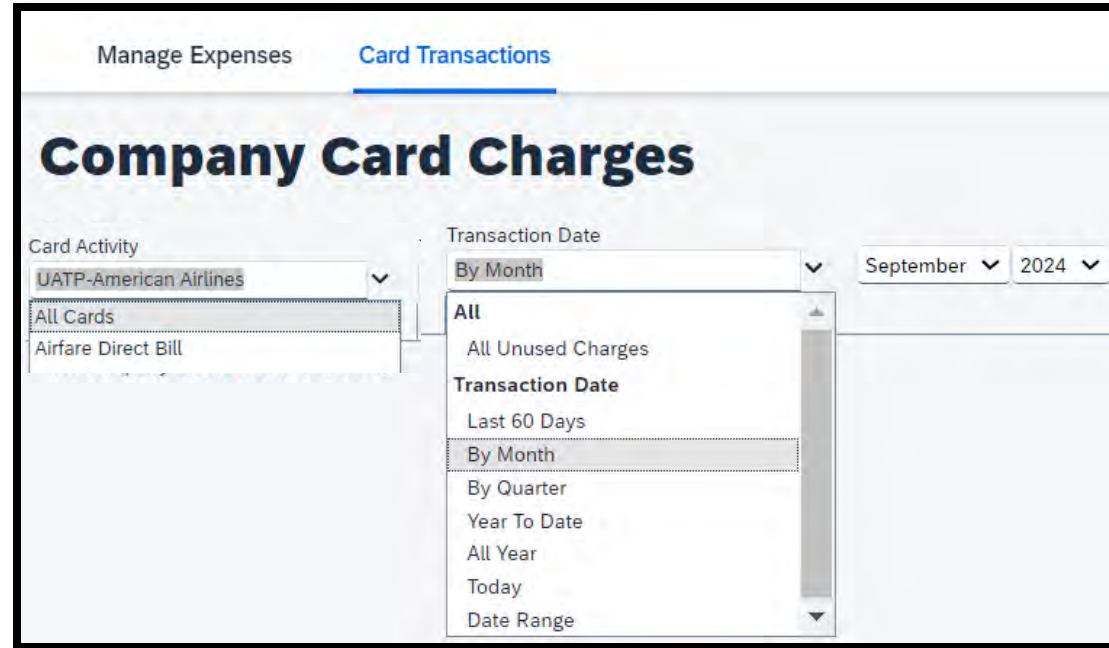 Manage Expenses Card Transactions
Company Card Charges
Card Activity
UATP-American Airlines
All Cards
Airfare Direct Bill
Transaction Date
By Month
September 2024
All
All Unused Charges
Transaction Date
Last 60 Days
By Month
By Quarter
Year To Date
All Year
Today
Date Range